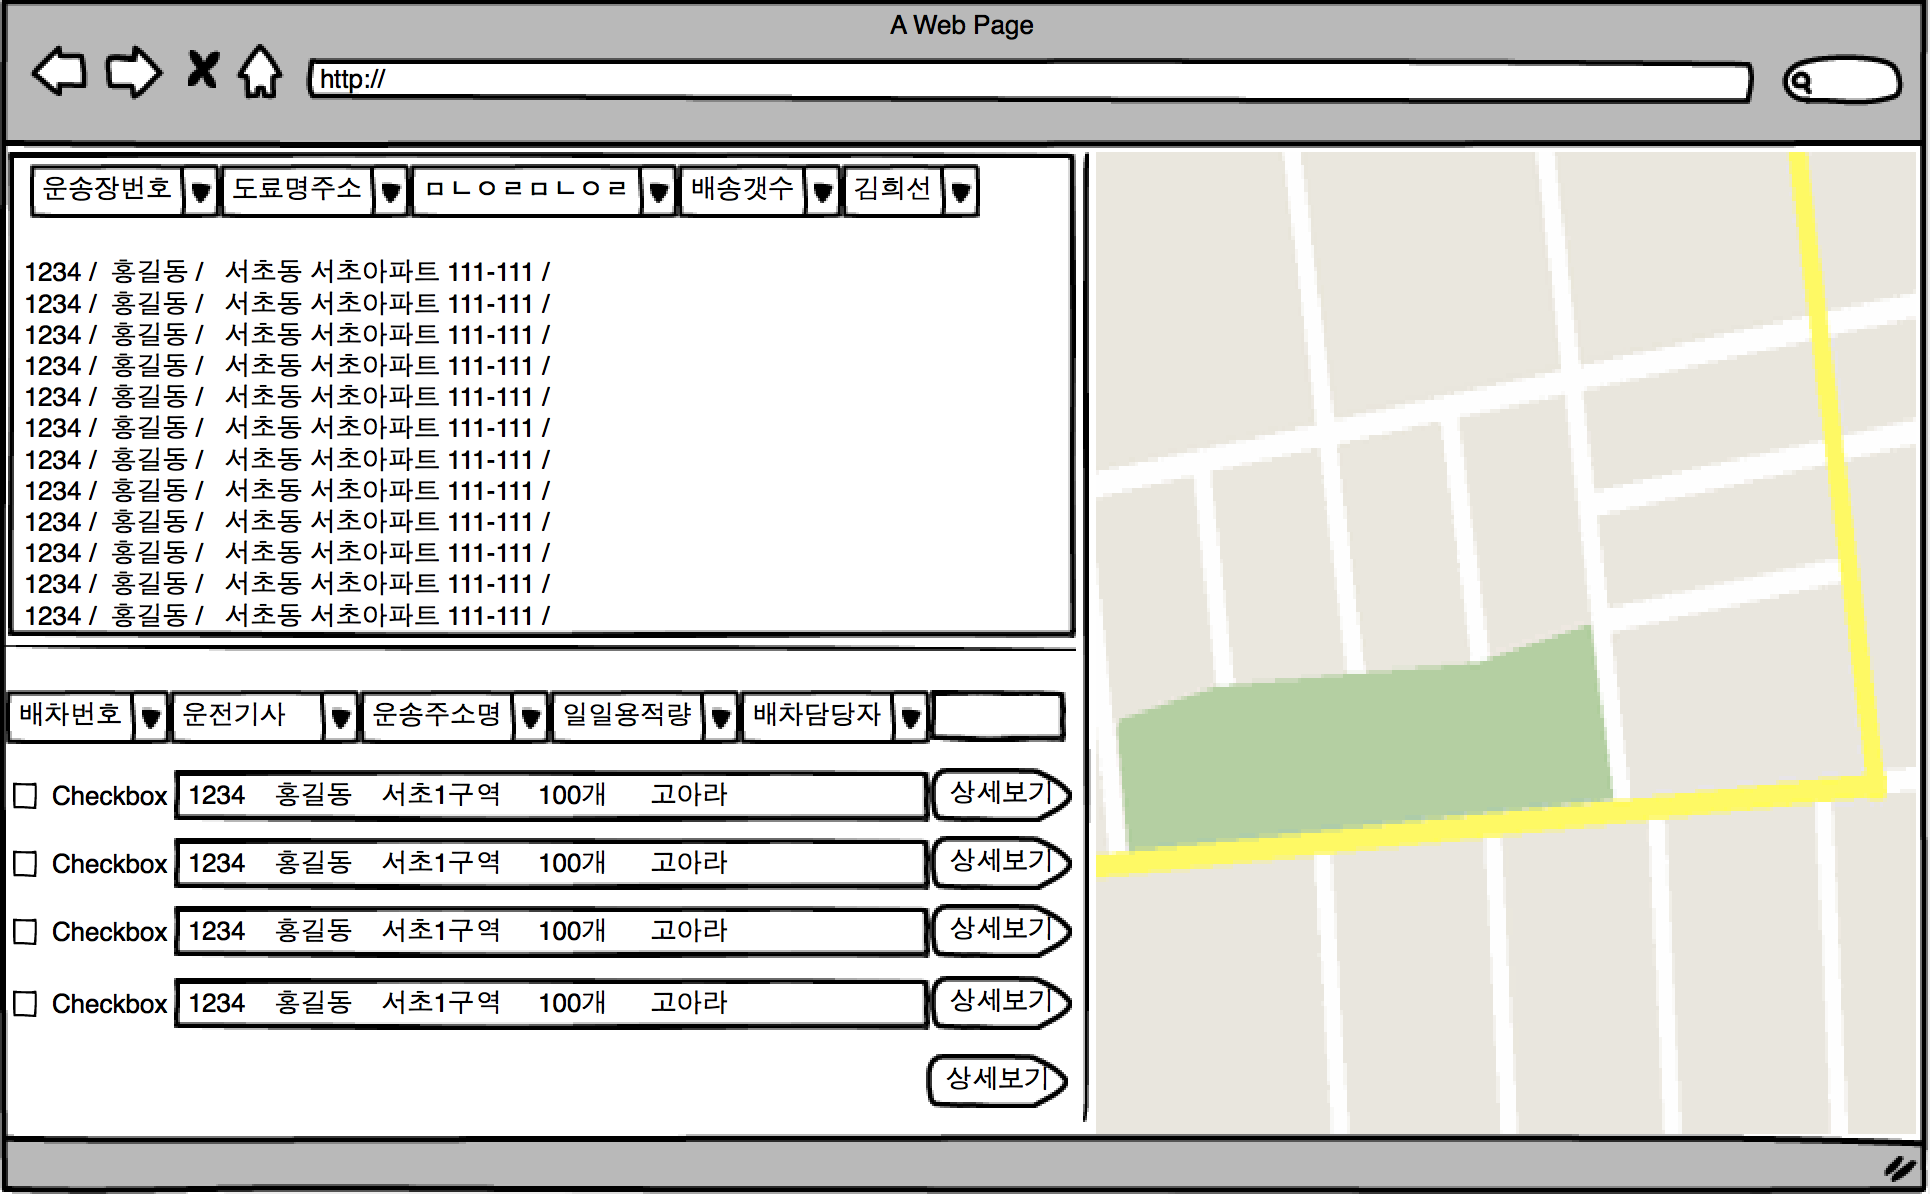 A Web Page
http://
운송장번호 도료명주소 ㅁㄴㅇㄹㅁㄴㅇㄹ 배송갯수 김희선
1234 / 홍길동 / 서초동 서초아파트 111-111 /
1234 / 홍길동 / 서초동 서초아파트 111-111 /
1234 / 홍길동 / 서초동 서초아파트 111-111 /
1234 / 홍길동 / 서초동 서초아파트 111-111 /
1234 / 홍길동 / 서초동 서초아파트 111-111 /
1234 / 홍길동 / 서초동 서초아파트 111-111 /
1234 / 홍길동 / 서초동 서초아파트 111-111 /
1234 / 홍길동 / 서초동 서초아파트 111-111 /
1234 / 홍길동 / 서초동 서초아파트 111-111 /
1234 / 홍길동 / 서초동 서초아파트 111-111 /
1234 / 홍길동 / 서초동 서초아파트 111-111 /
1234 / 홍길동 / 서초동 서초아파트 111-111 /
배차번호 운전기사 운송주소명 일일용적량 배차담당자
Checkbox 1234 홍길동 서초1구역 100개 고아라 상세보기
Checkbox 1234 홍길동 서초1구역 100개 고아라 상세보기
Checkbox 1234 홍길동 서초1구역 100개 고아라 상세보기
Checkbox 1234 홍길동 서초1구역 100개 고아라 상세보기
상세보기